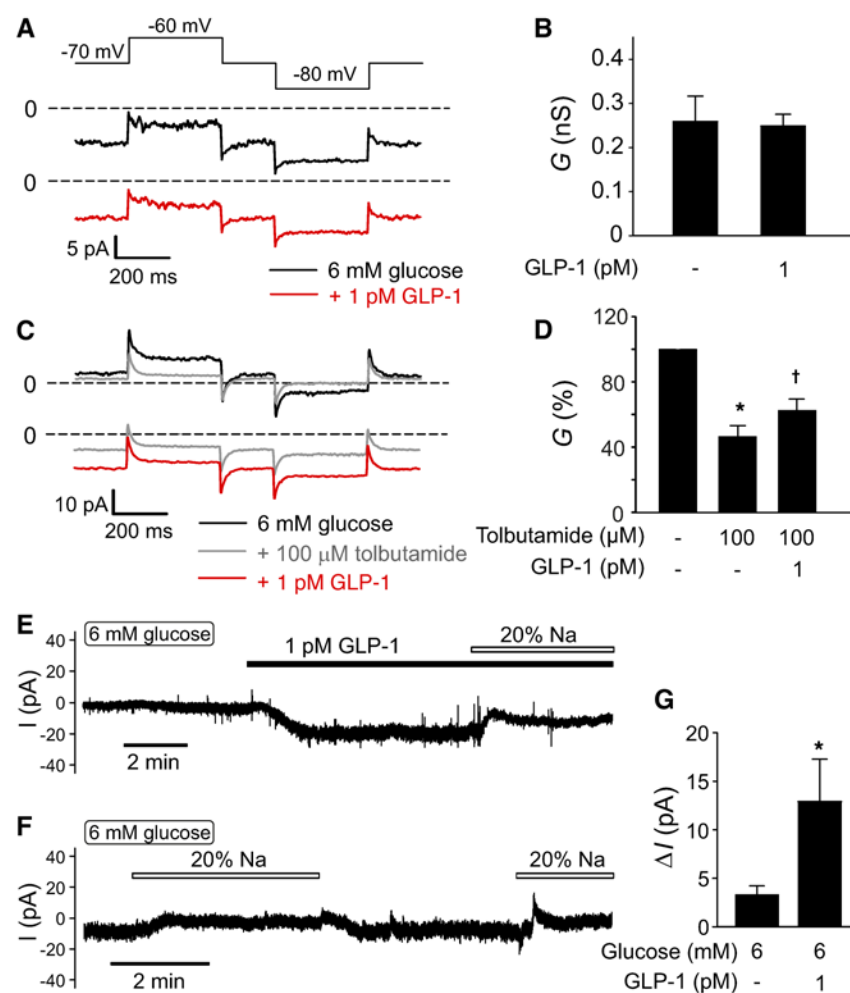 A
-60 mV
-70 mV
-80 mV
0
0
5 pA
200 ms
6 mM glucose
+ 1 pM GLP-1
B
0.4
0.3
0.2
0.1
0
G (nS)
GLP-1 (pM) - 1
C
0
0
10 pA
200 ms
6 mM glucose
+ 100 μM tolbutamide
+ 1 pM GLP-1
D
120
80
40
0
G (%)
*
†
Tolbutamide (μM) - 100 100
GLP-1 (pM) - - 1
E
6 mM glucose
1 pM GLP-1
20% Na
40
20
0
-20
-40
I (pA)
2 min
F
6 mM glucose
20% Na
20% Na
40
20
0
-20
-40
I (pA)
2 min
G
20
15
10
5
0
ΔI (pA)
*
Glucose (mM) 6 6
GLP-1 (pM) - 1